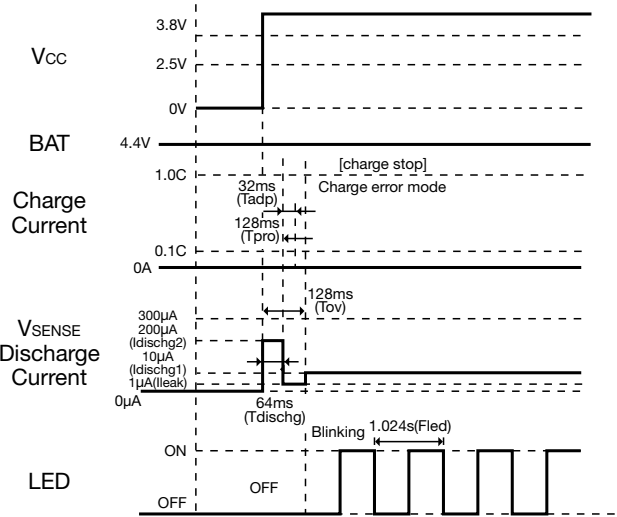 VCC
3.8V
2.5V
0V
BAT
4.4V
Charge
Current
1.0C
[charge stop]
Charge error mode
32ms
(Tadp)
128ms
(Tpro)
0.1C
0A
VSENSE
Discharge
Current
300µA
200µA
(Idischg2)
10µA
(Idischg1)
1µA(Ileak)
0µA
128ms
(Tov)
64ms
(Tdischg)
LED
ON
OFF
OFF
Blinking
1.024s(Fled)